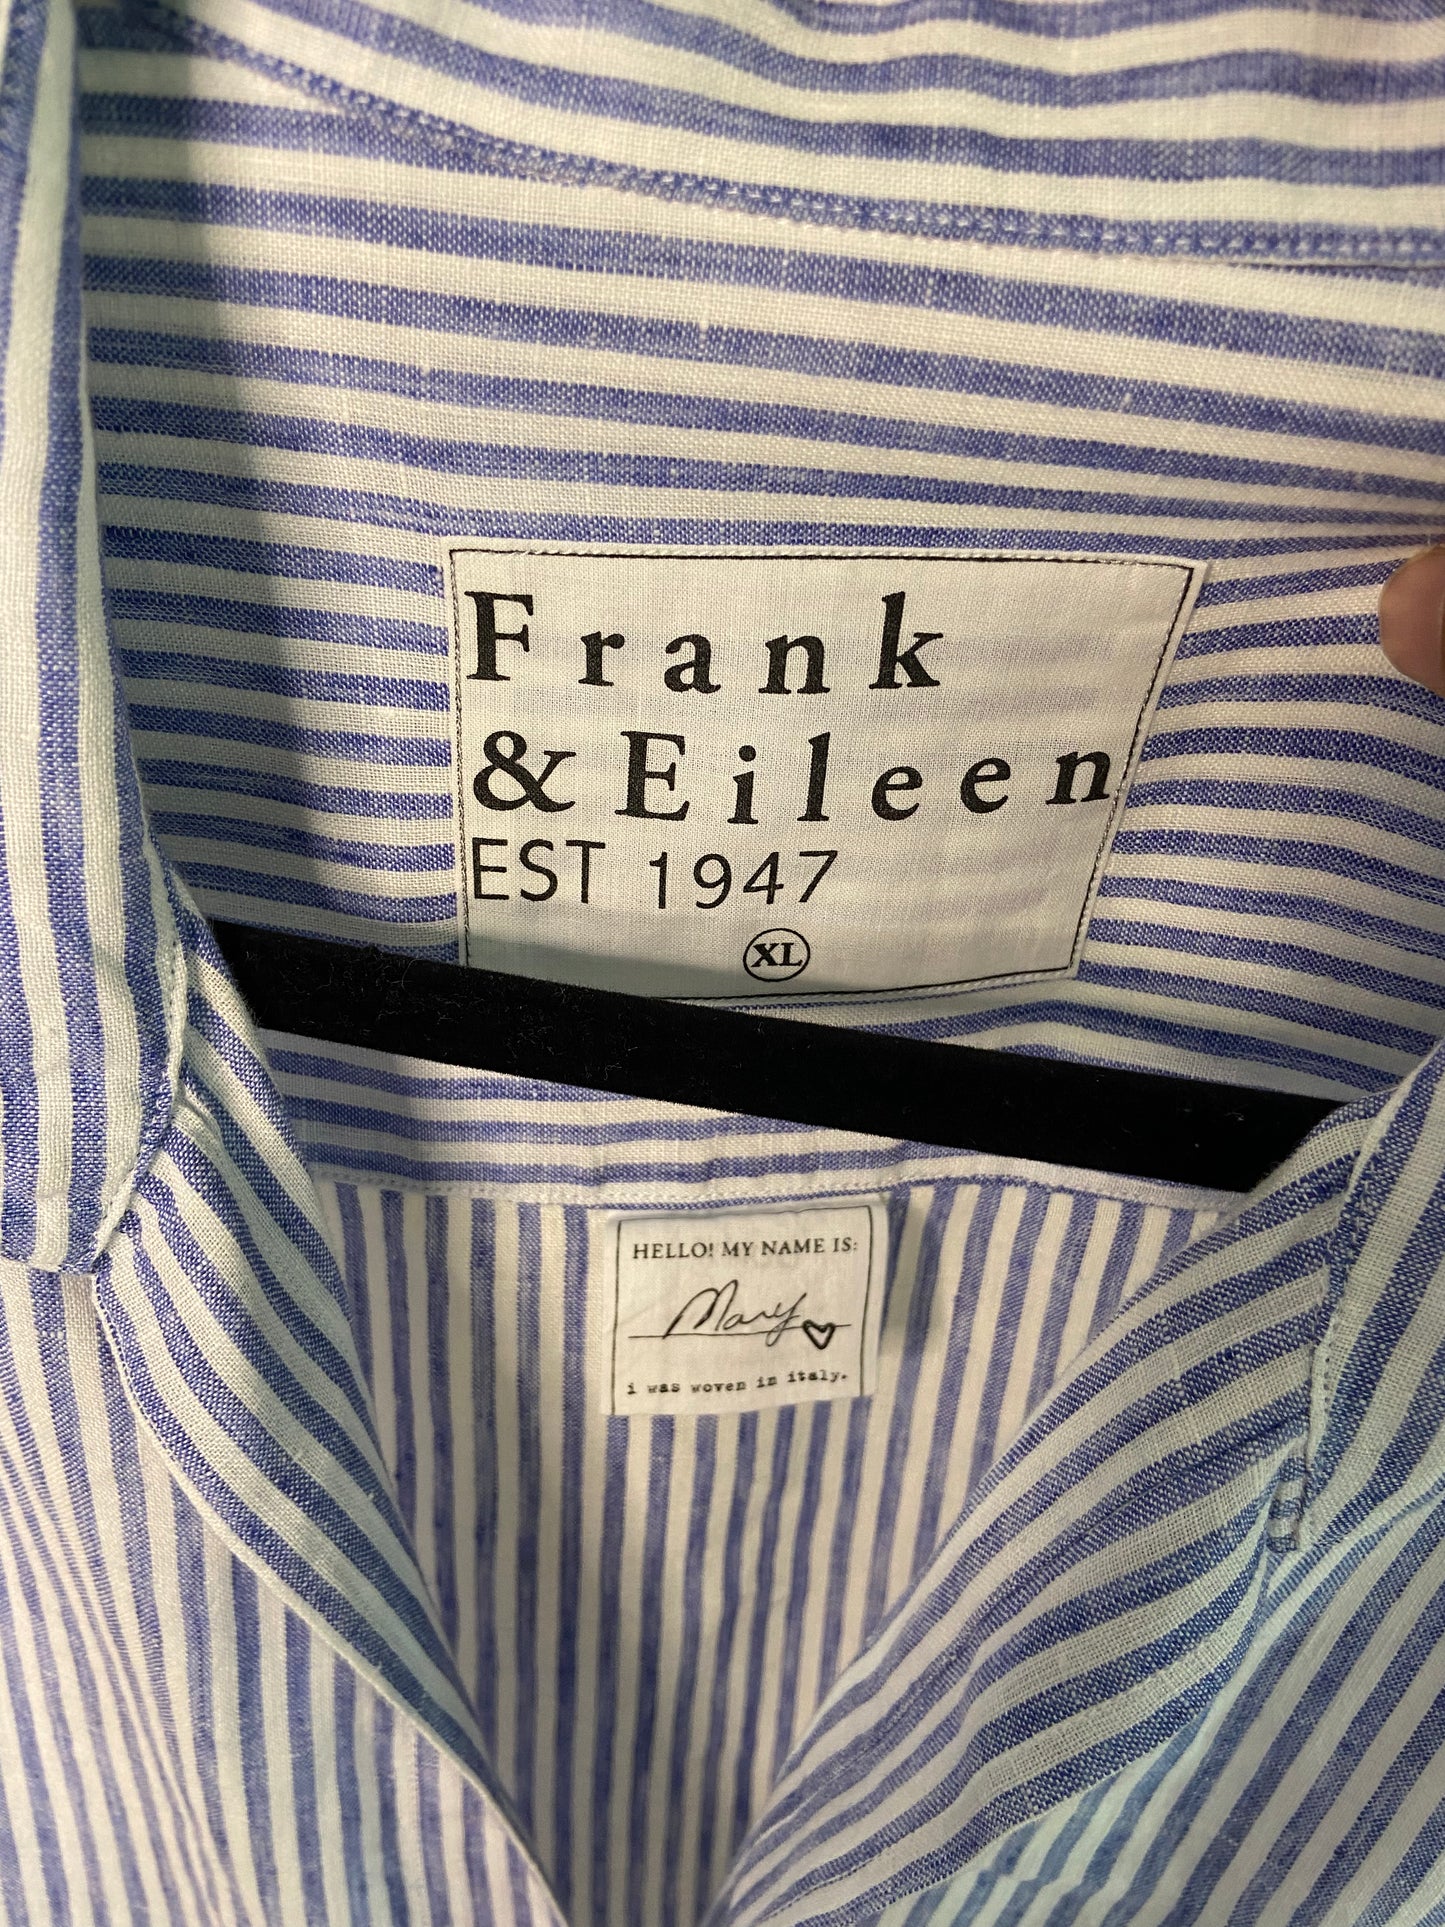 Frank
& Eileen
EST 1947
XL
HELLO! MY NAME IS:
Mary
i was woven in italy.